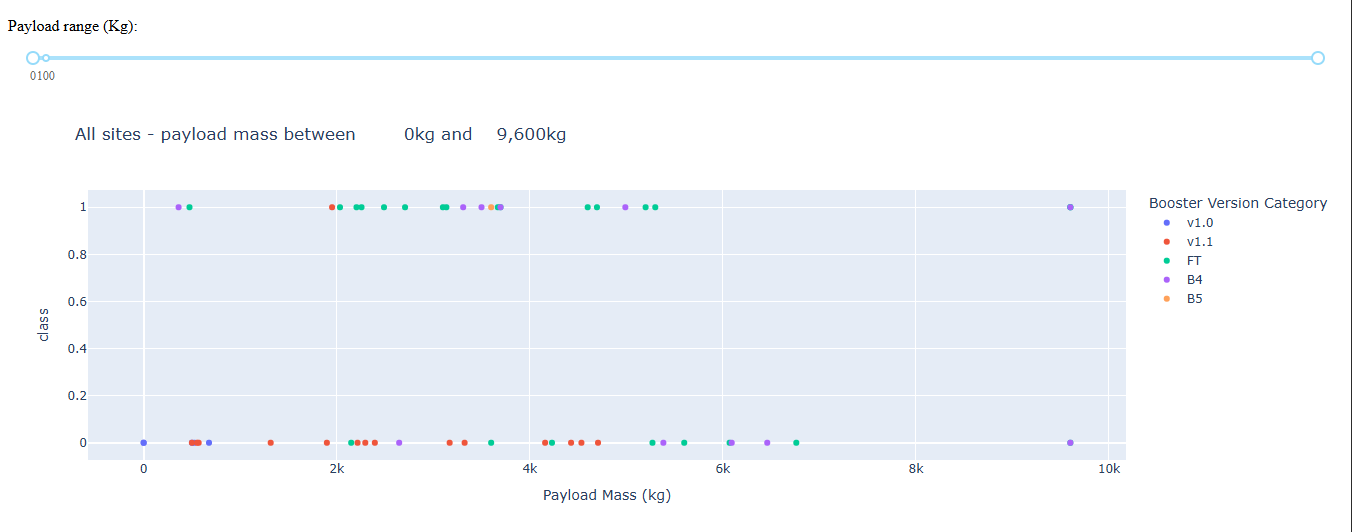 Payload range (Kg):
0100
All sites - payload mass between 0kg and 9,600kg
Booster Version Category
v1.0
v1.1
FT
B4
B5
class
1
0.8
0.6
0.4
0.2
0
0 2k 4k 6k 8k 10k
Payload Mass (kg)